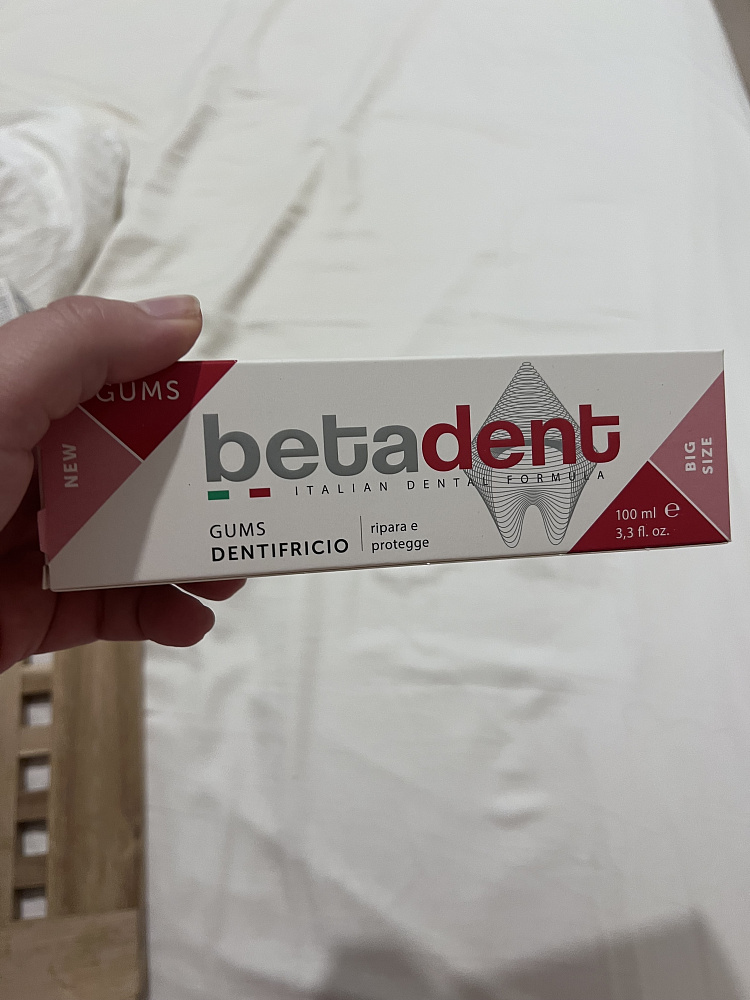 GUMS
NEW
betadent
ITALIAN DENTAL FORMULA
GUMS
DENTIFRICIO
ripara e
protegge
BIG
SIZE
100 ml ℮
3,3 fl. oz.